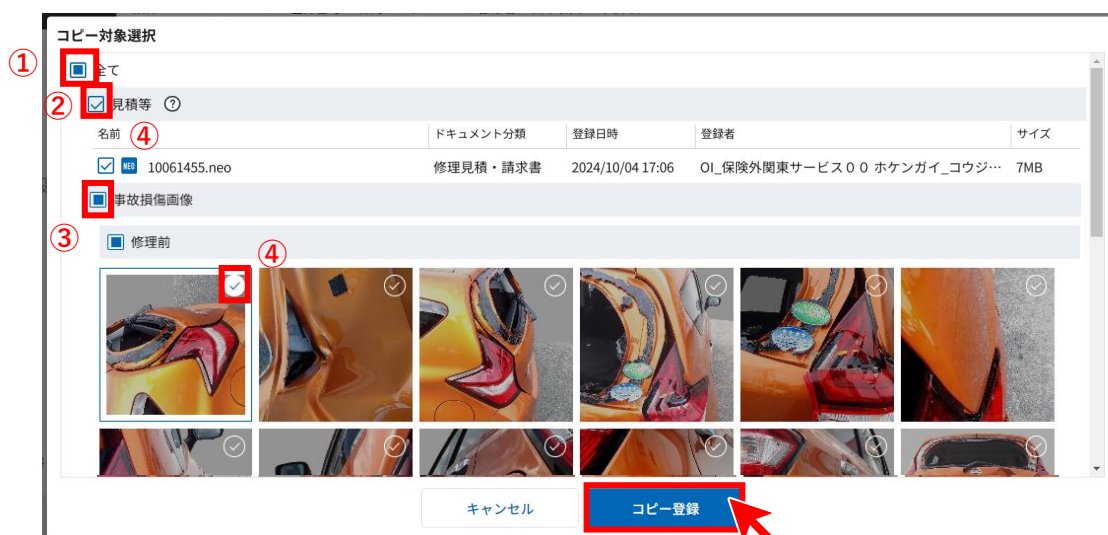 コピー対象選択
① 全て
② 見積等 ?
名前 ④ ドキュメント分類 登録日時 登録者 サイズ
NEO 10061455.neo 修理見積・請求書 2024/10/04 17:06 OI_保険外関東サービス００ ホケンガイ_コウジ… 7MB
事故損傷画像
③ 修理前
④
キャンセル コピー登録